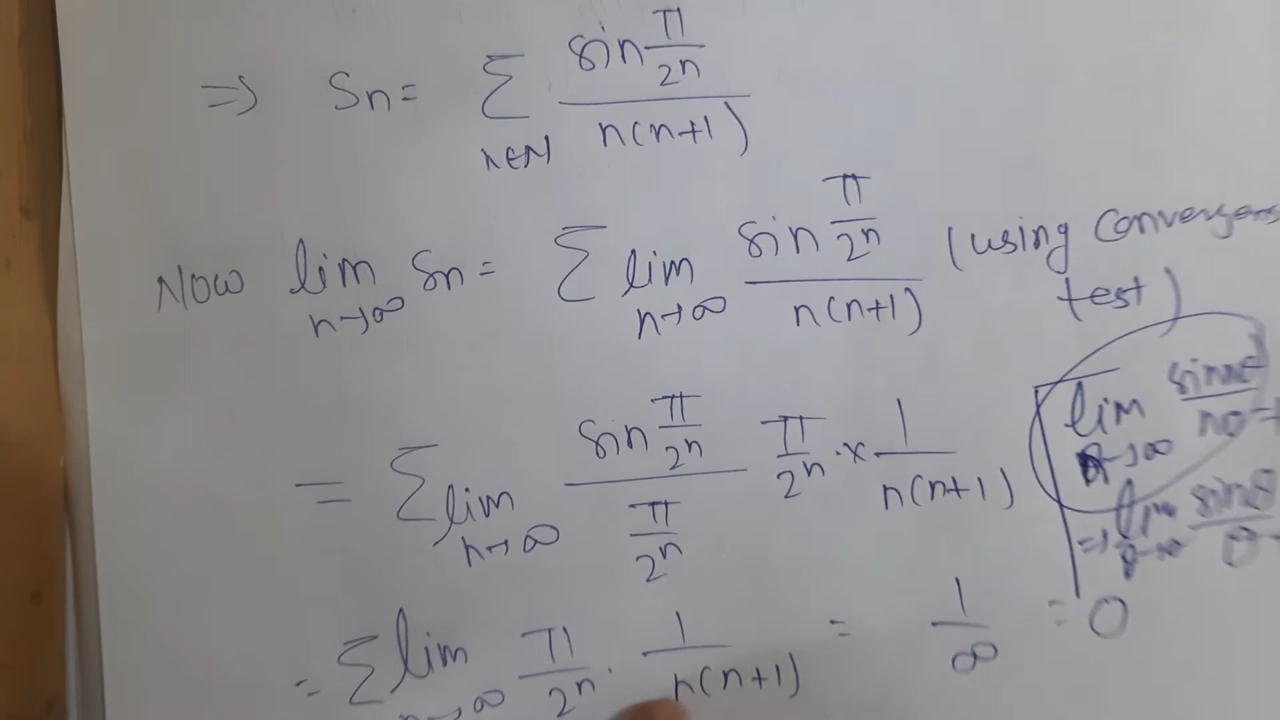 ⇒ Sn = Σ n∈N sin π/2ⁿ / n(n+1)
Now lim n→∞ Sn = Σ lim n→∞ sin π/2ⁿ / n(n+1) (using
test)
= Σ lim n→∞ sin π/2ⁿ / π/2ⁿ π/2ⁿ · × 1 / n(n+1)
lim
= Σ lim π/2ⁿ · 1 / n(n+1) = 1/∞ = 0